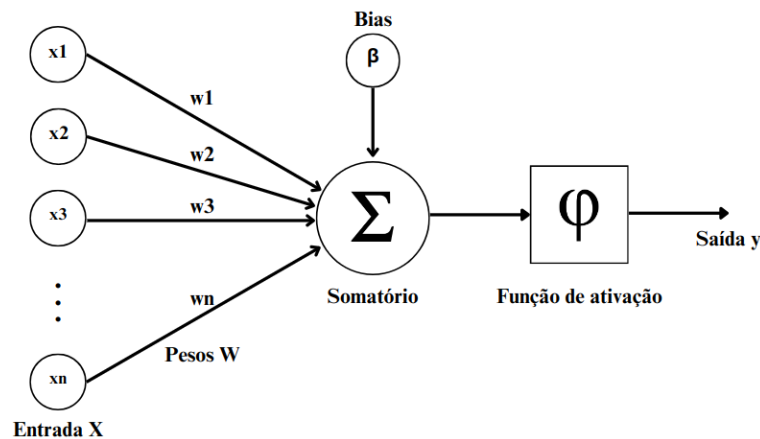 Bias
β
x1
w1
x2
w2
x3
w3
Σ
φ
Saída y
Somatório
Função de ativação
wn
Pesos W
xn
Entrada X